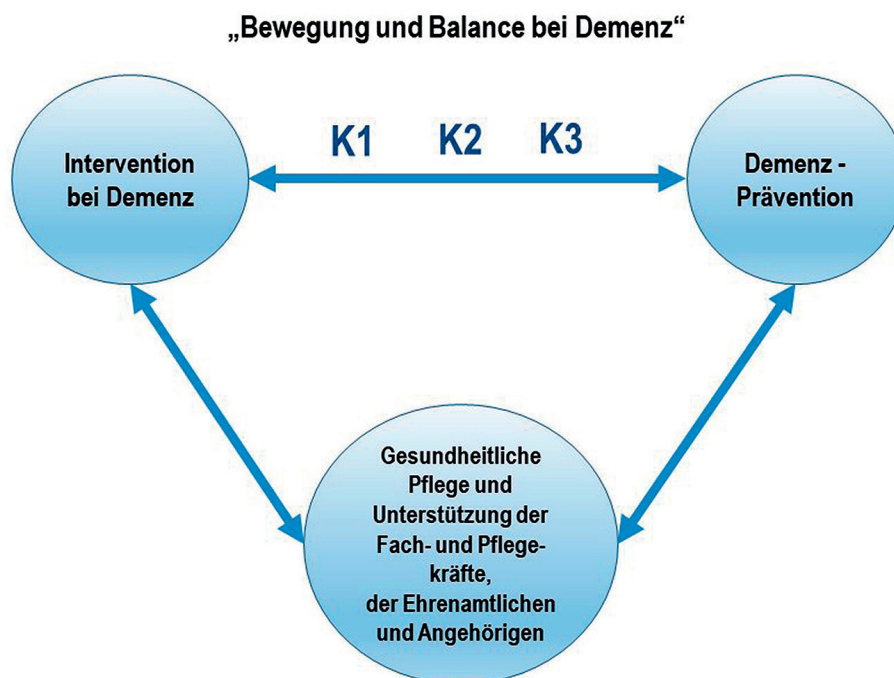 „Bewegung und Balance bei Demenz“
K1 K2 K3
Intervention
bei Demenz
Demenz -
Prävention
Gesundheitliche
Pflege und
Unterstützung der
Fach- und Pflege-
kräfte,
der Ehrenamtlichen
und Angehörigen